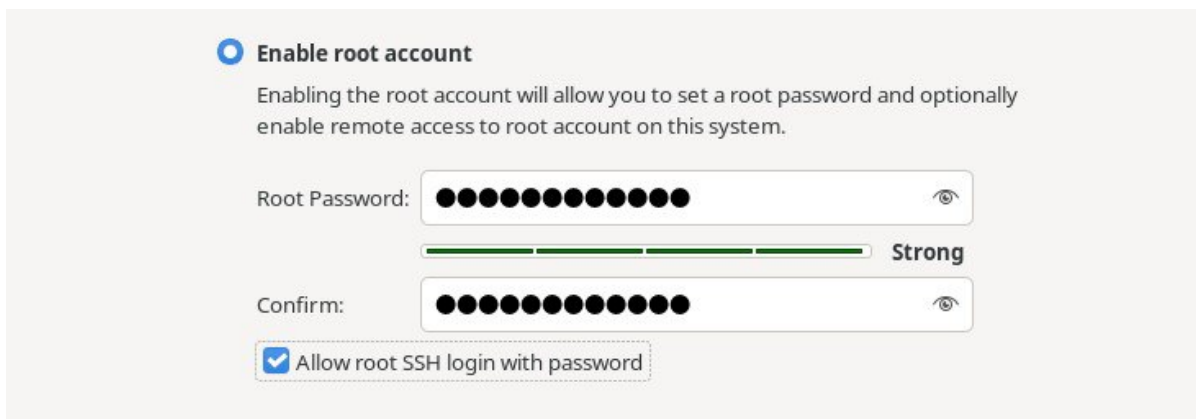 Enable root account
Enabling the root account will allow you to set a root password and optionally
enable remote access to root account on this system.
Root Password: ●●●●●●●●●●●●
Strong
Confirm: ●●●●●●●●●●●●
Allow root SSH login with password